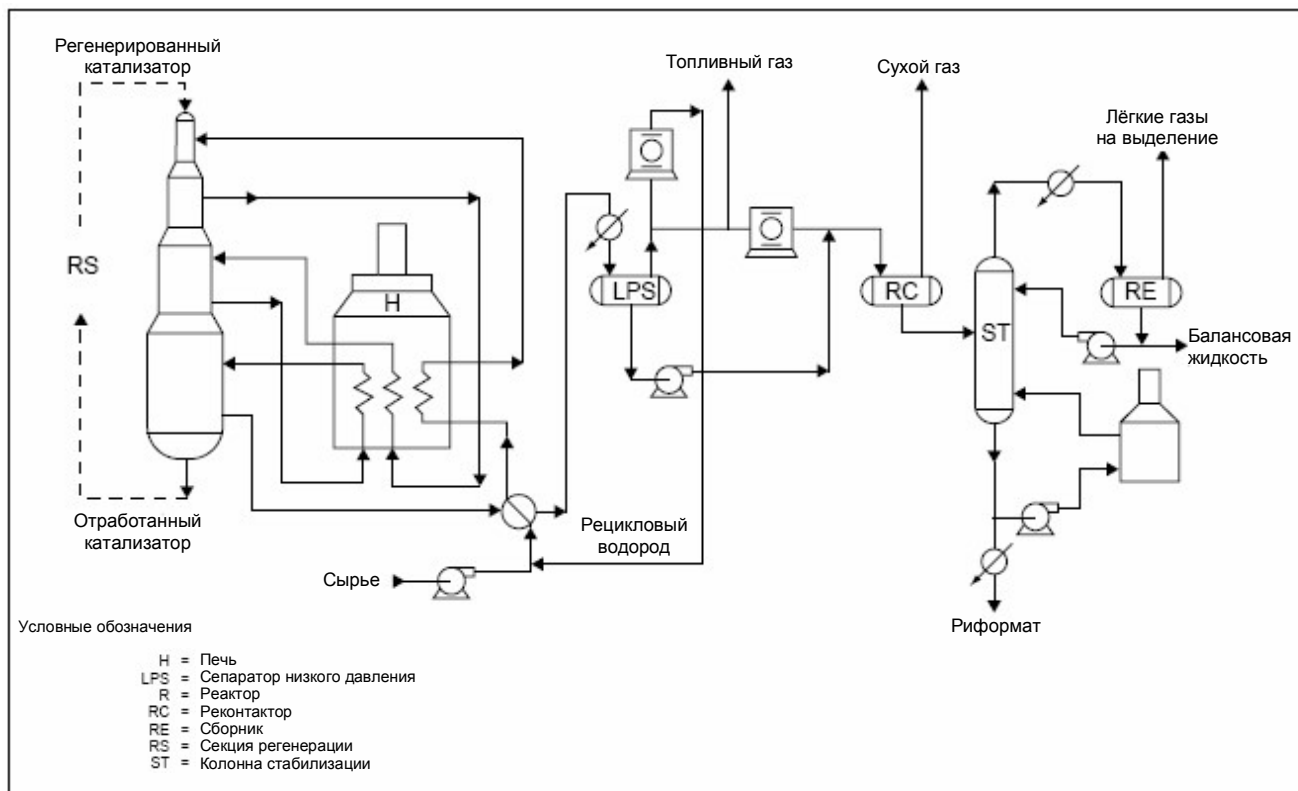 Регенерированный
катализатор
Топливный газ
Сухой газ
Лёгкие газы
на выделение
RS
H
LPS
RC
RE
ST
Балансовая
жидкость
Отработанный
катализатор
Рецикловый
водород
Сырье
Риформат
Условные обозначения
H = Печь
LPS = Сепаратор низкого давления
R = Реактор
RC = Реконтактор
RE = Сборник
RS = Секция регенерации
ST = Колонна стабилизации